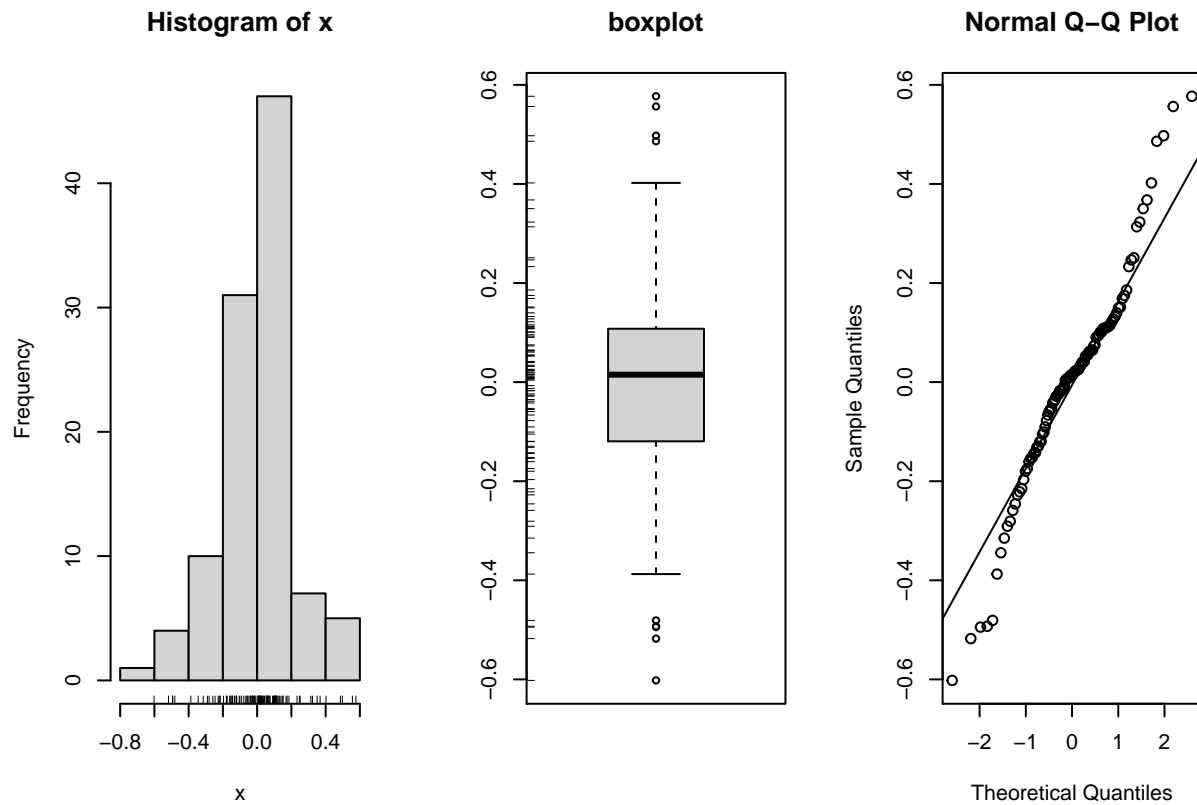 Histogram of x
Frequency
40
30
20
10
0
−0.8 −0.4 0.0 0.4
x
boxplot
0.6
0.4
0.2
0.0
−0.2
−0.4
−0.6
Normal Q−Q Plot
Sample Quantiles
0.6
0.4
0.2
0.0
−0.2
−0.4
−0.6
−2 −1 0 1 2
Theoretical Quantiles